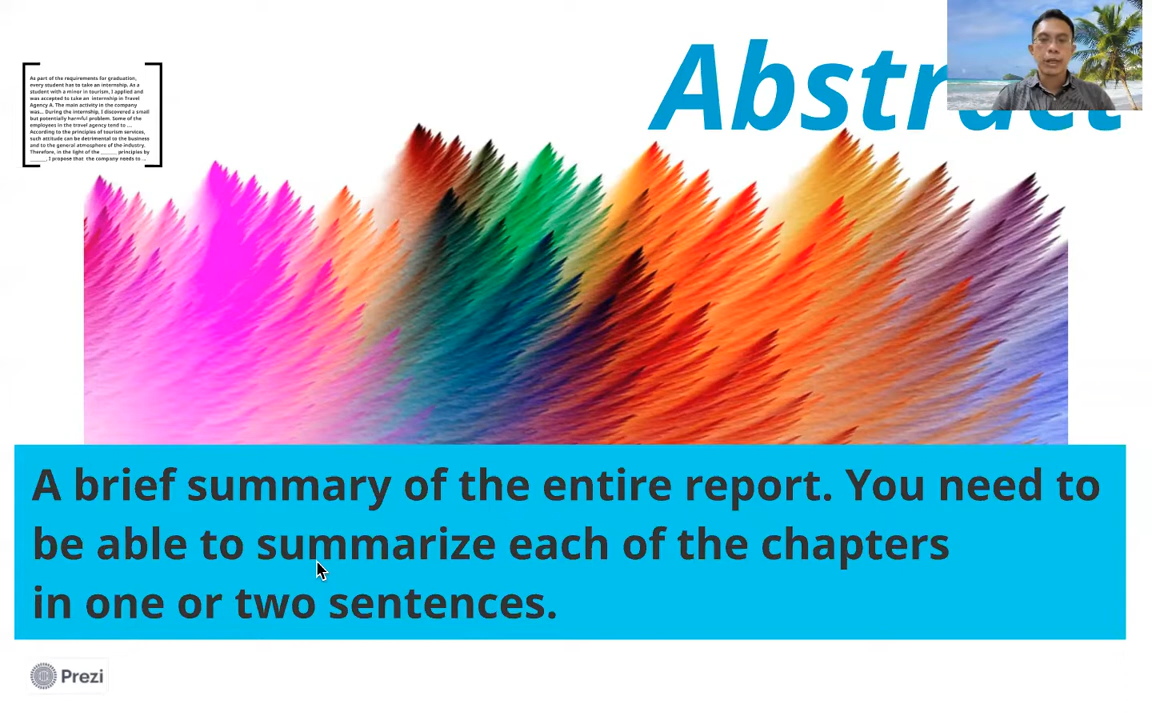 Abstract
As part of the requirements for graduation,
every student has to take an internship. As a
student with a minor in tourism, I applied and
was accepted to take an internship in Travel
Agency A. The main activity in the company
was... During the internship, I discovered a small
but potentially harmful problem. Some of the
employees in the travel agency tend to ...
According to the principles of tourism services,
such attitude can be detrimental to the business
and to the general atmosphere of the industry.
Therefore, in the light of the ______ principles by
______, I propose that the company needs to ...
A brief summary of the entire report. You need to
be able to summarize each of the chapters
in one or two sentences.
Prezi